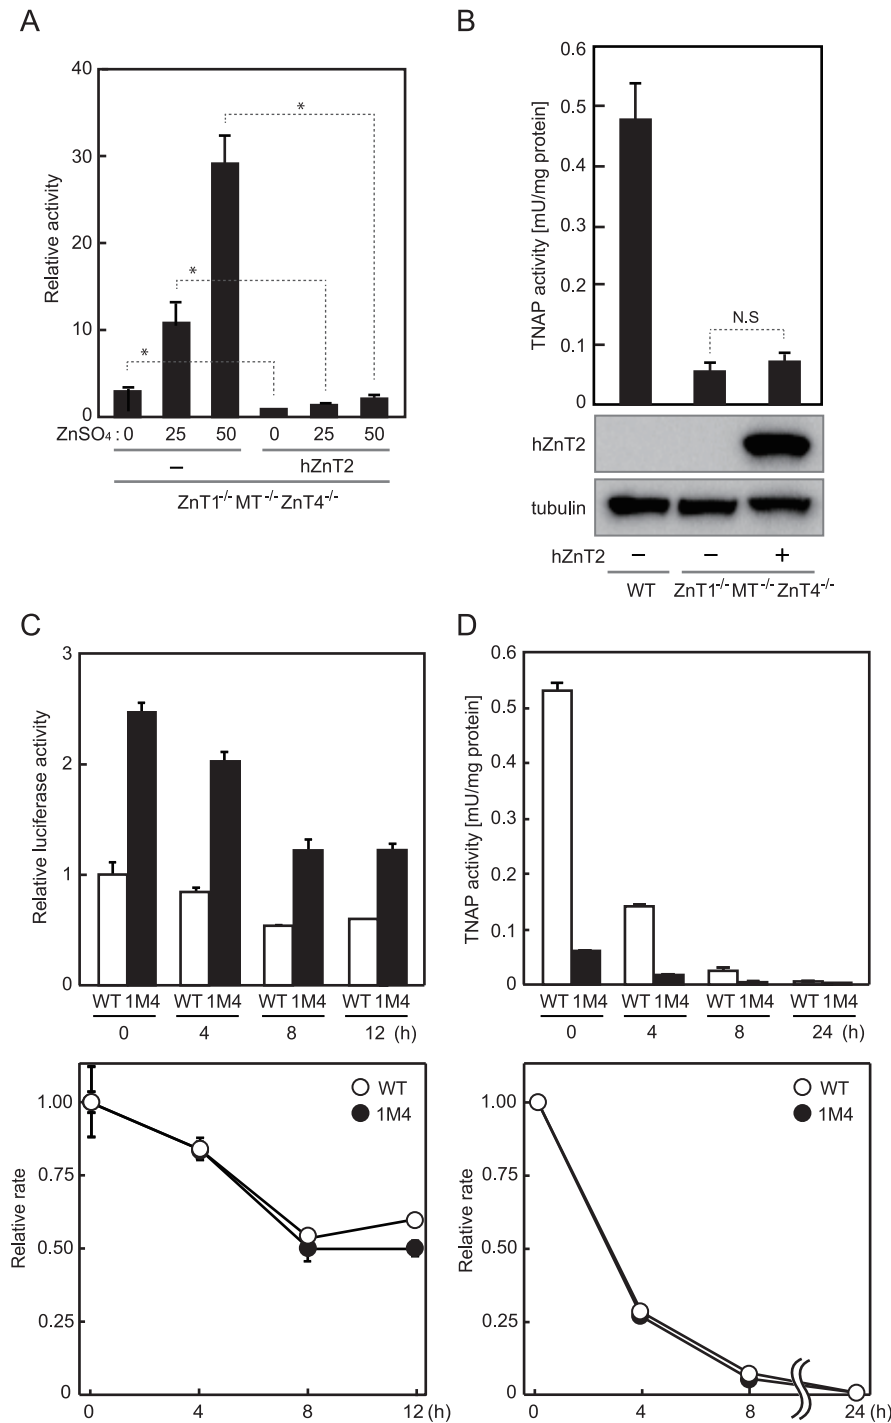 A
40
30
20
10
0
Relative activity
*
*
*
ZnSO4 : 0 25 50 0 25 50
– hZnT2
ZnT1-/- MT-/- ZnT4-/-
B
0.6
0.5
0.4
0.3
0.2
0.1
0
TNAP activity [mU/mg protein]
N.S
hZnT2
tubulin
hZnT2 – – +
WT ZnT1-/- MT-/- ZnT4-/-
C
3
2
1
0
Relative luciferase activity
WT 1M4 WT 1M4 WT 1M4 WT 1M4
0 4 8 12 (h)
1.00
0.75
0.50
0.25
0
Relative rate
WT
1M4
0 4 8 12 (h)
D
0.6
0.5
0.4
0.3
0.2
0.1
0
TNAP activity [mU/mg protein]
WT 1M4 WT 1M4 WT 1M4 WT 1M4
0 4 8 24 (h)
1.00
0.75
0.50
0.25
0
Relative rate
WT
1M4
0 4 8 24 (h)